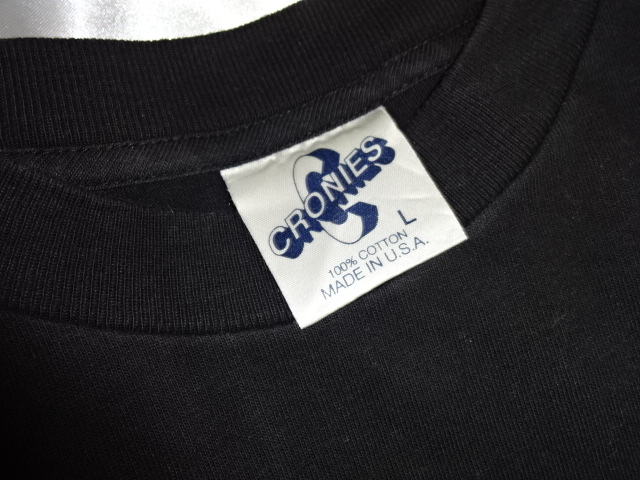 CRONIES
L
100% COTTON
MADE IN U.S.A.